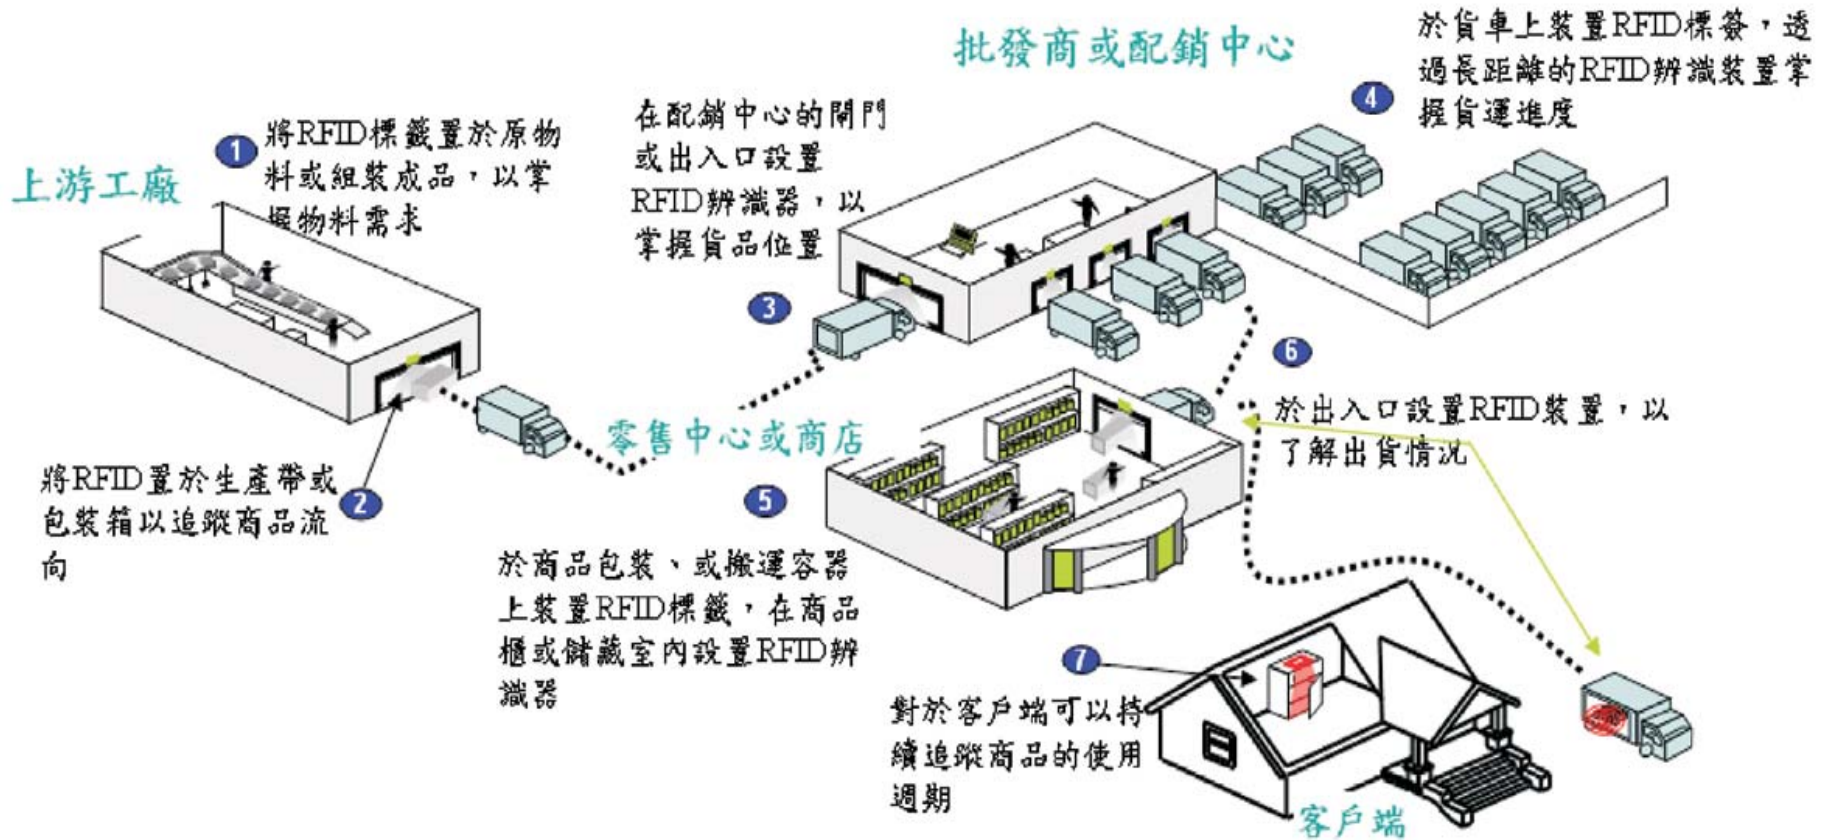 上游工廠
1
將RFID標籤置於原物
料或組裝成品,以掌
握物料需求
2
將RFID置於生產帶或
包裝箱以追蹤商品流
向
批發商或配銷中心
3
在配銷中心的閘門
或出入口設置
RFID辨識器,以
掌握貨品位置
4
於貨車上裝置RFID標簽,透
過長距離的RFID辨識裝置掌
握貨運進度
零售中心或商店
5
於商品包裝、或搬運容器
上裝置RFID標籤,在商品
櫃或儲藏室內設置RFID辨
識器
6
於出入口設置RFID裝置,以
了解出貨情況
7
對於客戶端可以持
續追蹤商品的使用
週期
客戶端